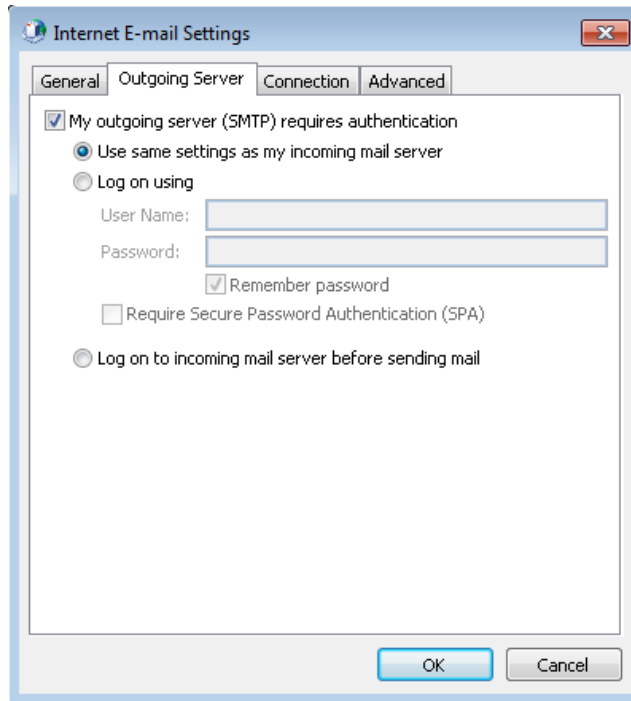 Internet E-mail Settings
General Outgoing Server Connection Advanced
My outgoing server (SMTP) requires authentication
Use same settings as my incoming mail server
Log on using
User Name:
Password:
Remember password
Require Secure Password Authentication (SPA)
Log on to incoming mail server before sending mail
OK Cancel